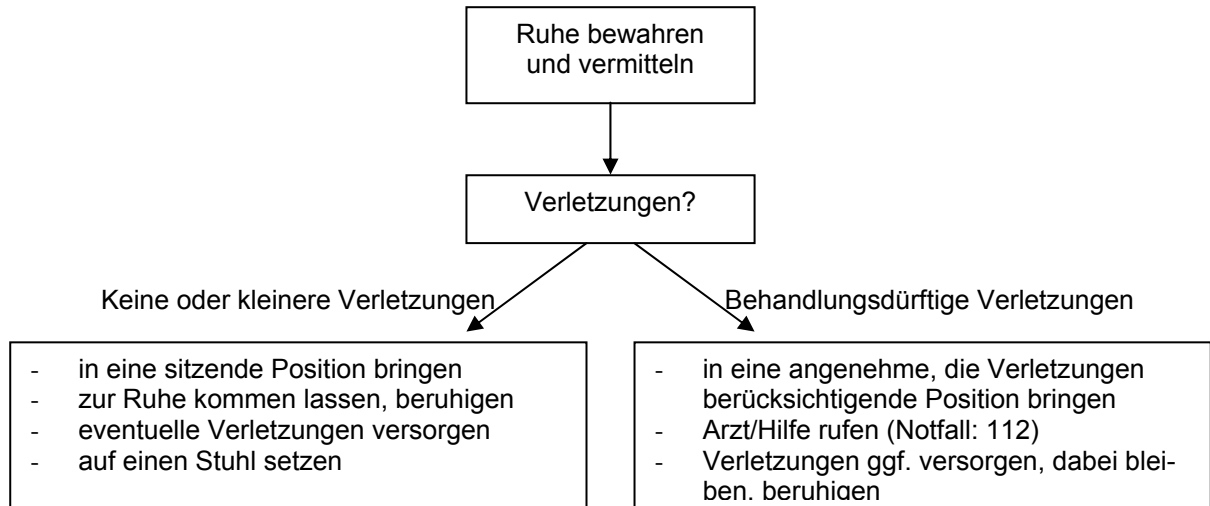 Ruhe bewahren
und vermitteln
Verletzungen?
Keine oder kleinere Verletzungen
Behandlungsdürftige Verletzungen
- in eine sitzende Position bringen
- zur Ruhe kommen lassen, beruhigen
- eventuelle Verletzungen versorgen
- auf einen Stuhl setzen
- in eine angenehme, die Verletzungen
berücksichtigende Position bringen
- Arzt/Hilfe rufen (Notfall: 112)
- Verletzungen ggf. versorgen, dabei blei-
ben, beruhigen